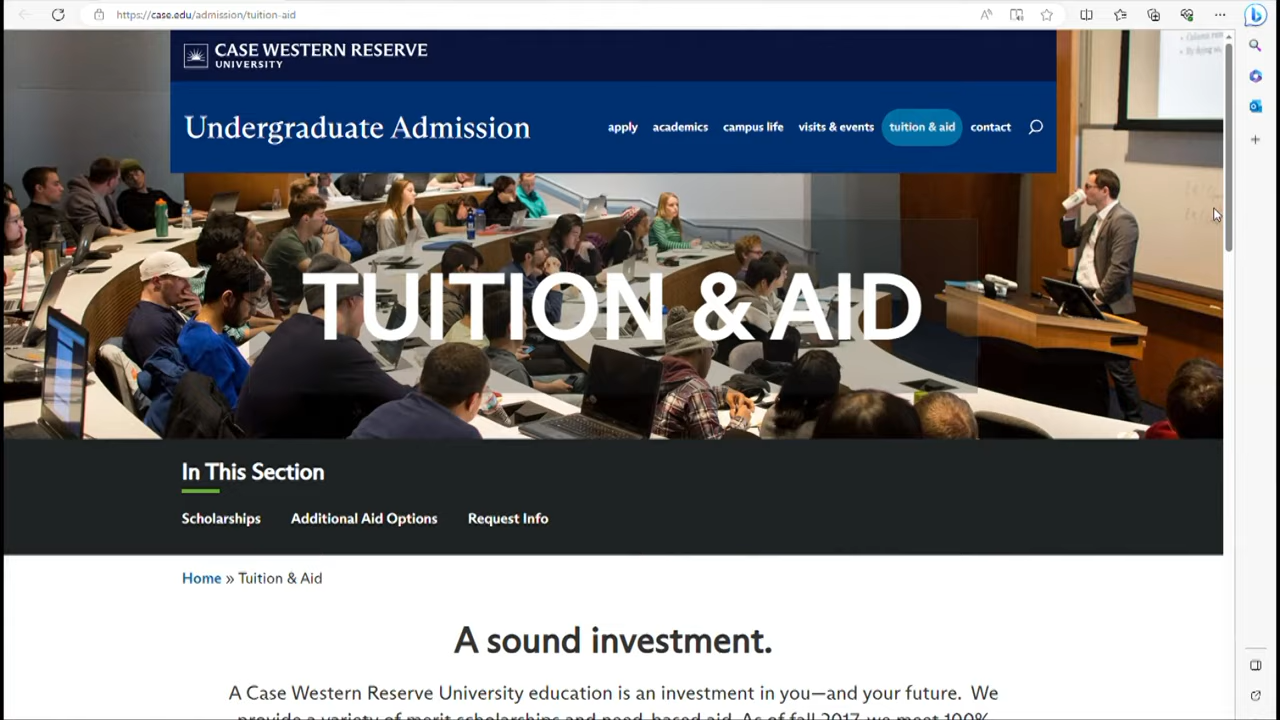 https://case.edu/admission/tuition-aid
CASE WESTERN RESERVE
UNIVERSITY
Undergraduate Admission
apply academics campus life visits & events tuition & aid contact
TUITION & AID
In This Section
Scholarships Additional Aid Options Request Info
Home » Tuition & Aid
A sound investment.
A Case Western Reserve University education is an investment in you—and your future. We
provide a variety of merit scholarships and need-based aid. As of fall 2017, we meet 100%